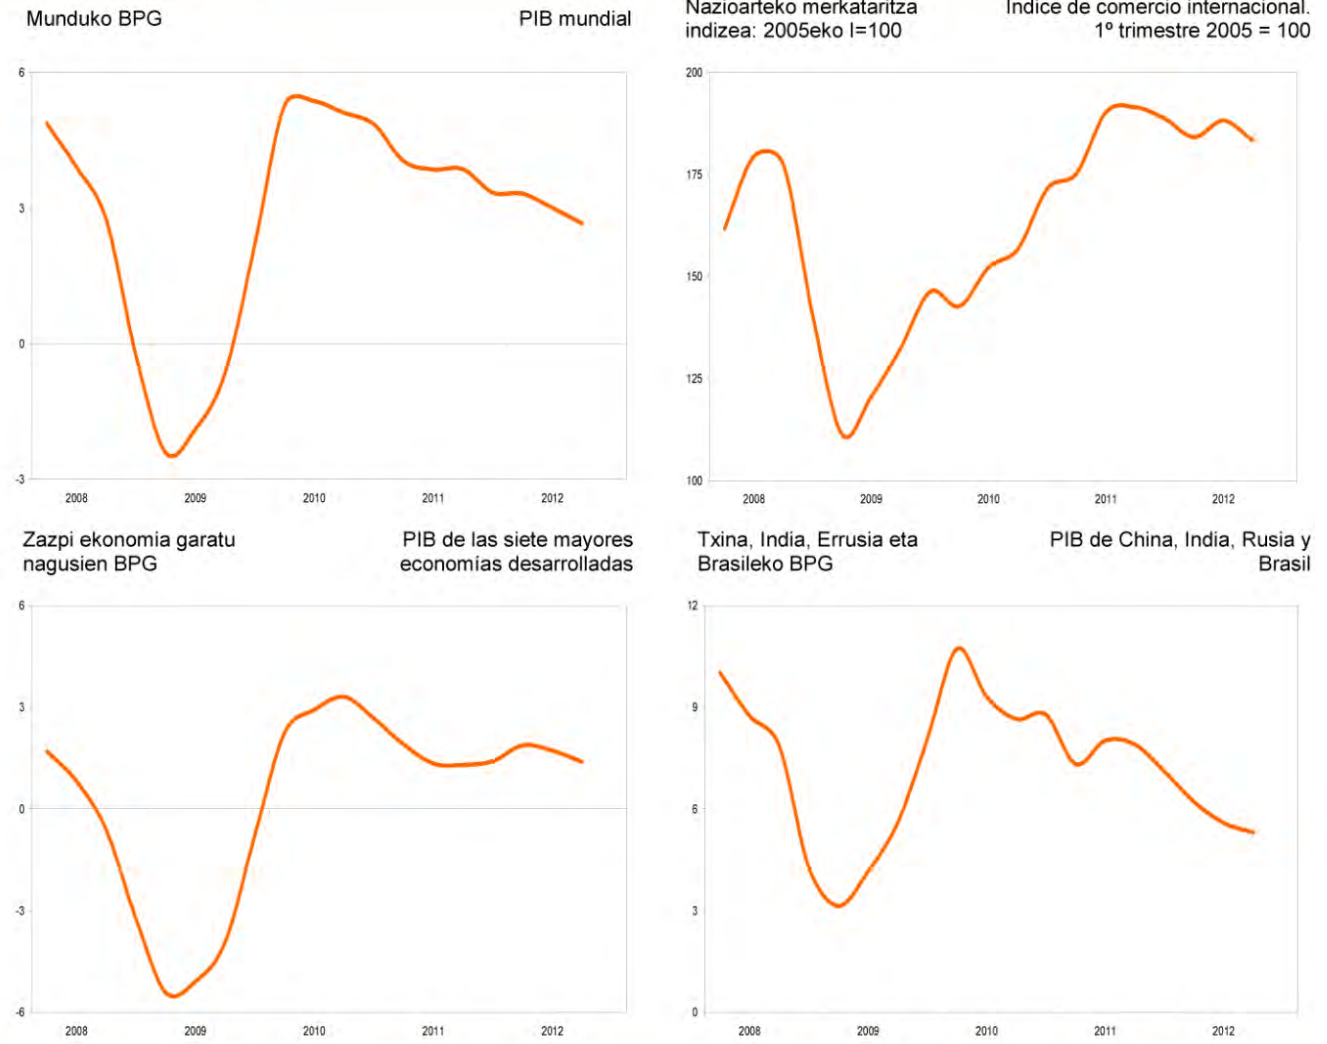 Munduko BPG
PIB mundial
6
3
0
-3
2008
2009
2010
2011
2012
Nazioarteko merkataritza
indizea: 2005eko I=100
Índice de comercio internacional.
1º trimestre 2005 = 100
200
175
150
125
100
2008
2009
2010
2011
2012
Zazpi ekonomia garatu
nagusien BPG
PIB de las siete mayores
economías desarrolladas
6
3
0
-3
-6
2008
2009
2010
2011
2012
Txina, India, Errusia eta
Brasileko BPG
PIB de China, India, Rusia y
Brasil
12
9
6
3
0
2008
2009
2010
2011
2012